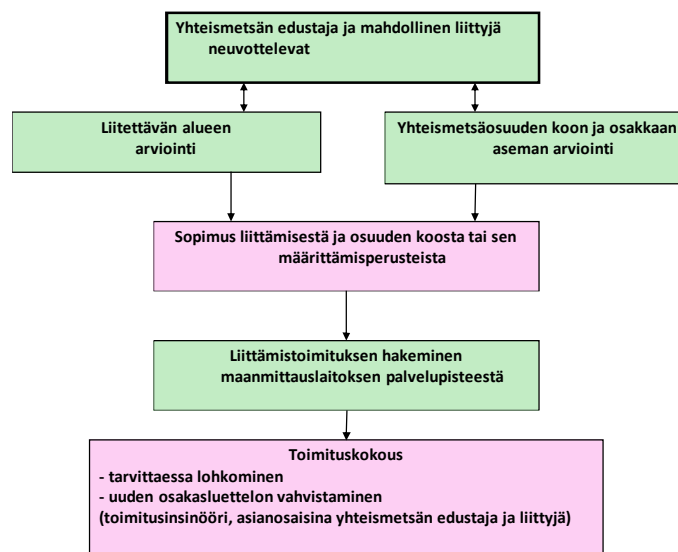 Yhteismetsän edustaja ja mahdollinen liittyjä
neuvottelevat
Liitettävän alueen
arviointi
Yhteismetsäosuuden koon ja osakkaan
aseman arviointi
Sopimus liittämisestä ja osuuden koosta tai sen
määrittämisperusteista
Liittämistoimituksen hakeminen
maanmittauslaitoksen palvelupisteestä
Toimituskokous
- tarvittaessa lohkominen
- uuden osakasluettelon vahvistaminen
(toimitusinsinööri, asianosaisina yhteismetsän edustaja ja liittyjä)